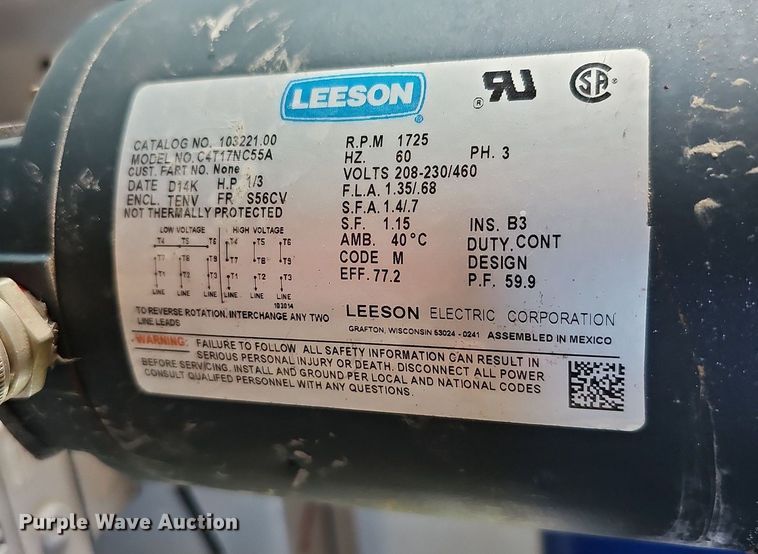 LEESON
®
RU
®
SA
®
CATALOG NO. 103221.00
MODEL NO. C4T17NC55A
CUST. PART NO. None
DATE D14K H.P. 1/3
ENCL. TENV FR S56CV
NOT THERMALLY PROTECTED
R.P.M 1725
HZ. 60 PH. 3
VOLTS 208-230/460
F.L.A. 1.35/.68
S.F.A. 1.4/.7
S.F. 1.15 INS. B3
AMB. 40°C DUTY. CONT
CODE M DESIGN
EFF. 77.2 P.F. 59.9
LOW VOLTAGE HIGH VOLTAGE
T4 T5 T6 T4 T5 T6
T7 T8 T9 T7 T8 T9
T1 T2 T3 T1 T2 T3
LINE LINE LINE LINE LINE LINE
103014
TO REVERSE ROTATION, INTERCHANGE ANY TWO
LINE LEADS
LEESON ELECTRIC CORPORATION
GRAFTON, WISCONSIN 53024 - 0241 ASSEMBLED IN MEXICO
WARNING: FAILURE TO FOLLOW ALL SAFETY INFORMATION CAN RESULT IN
SERIOUS PERSONAL INJURY OR DEATH. DISCONNECT ALL POWER
BEFORE SERVICING. INSTALL AND GROUND PER LOCAL AND NATIONAL CODES
CONSULT QUALIFED PERSONNEL WITH ANY QUESTIONS.
Purple Wave Auction